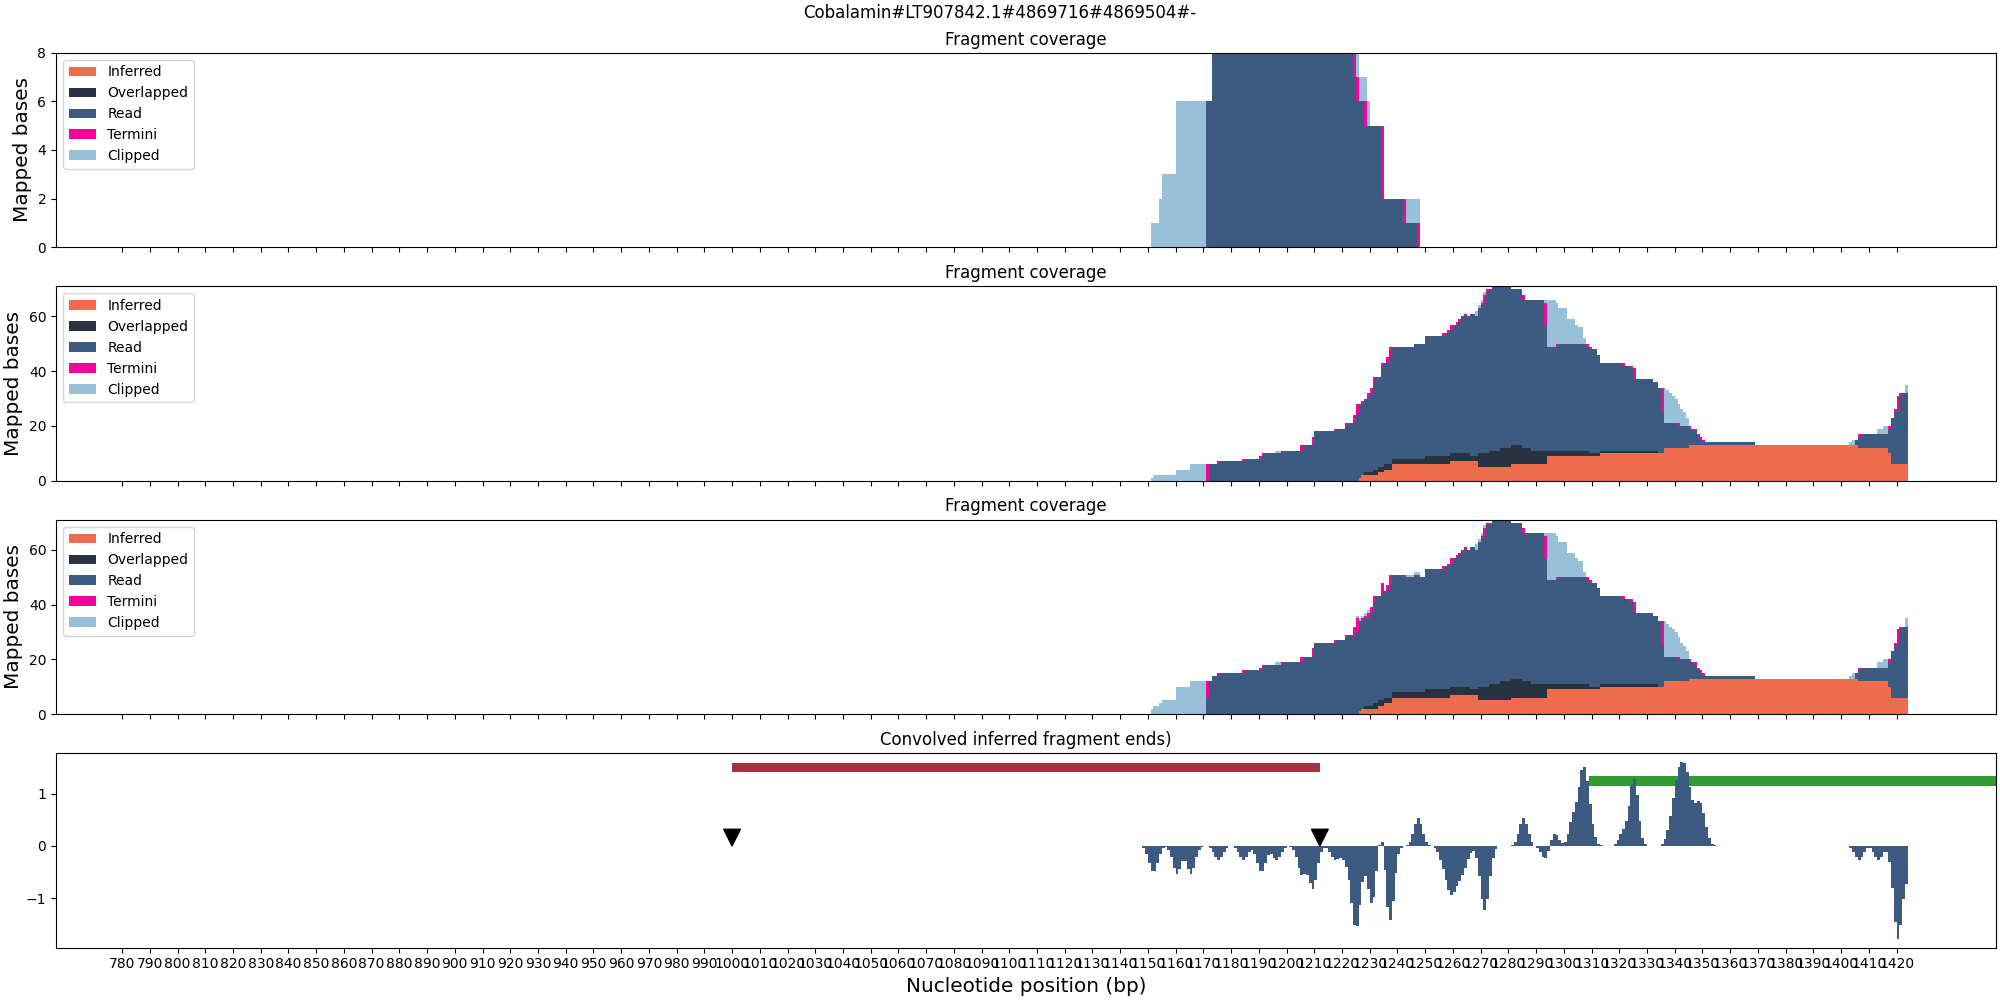 Cobalamin#LT907842.1#4869716#4869504#-
Fragment coverage
Mapped bases
8
6
4
2
0
Inferred
Overlapped
Read
Termini
Clipped
Fragment coverage
Mapped bases
60
40
20
0
Inferred
Overlapped
Read
Termini
Clipped
Fragment coverage
Mapped bases
60
40
20
0
Inferred
Overlapped
Read
Termini
Clipped
Convolved inferred fragment ends)
1
0
−1
780 790 800 810 820 830 840 850 860 870 880 890 900 910 920 930 940 950 960 970 980 990 1000 1010 1020 1030 1040 1050 1060 1070 1080 1090 1100 1110 1120 1130 1140 1150 1160 1170 1180 1190 1200 1210 1220 1230 1240 1250 1260 1270 1280 1290 1300 1310 1320 1330 1340 1350 1360 1370 1380 1390 1400 1410 1420
Nucleotide position (bp)